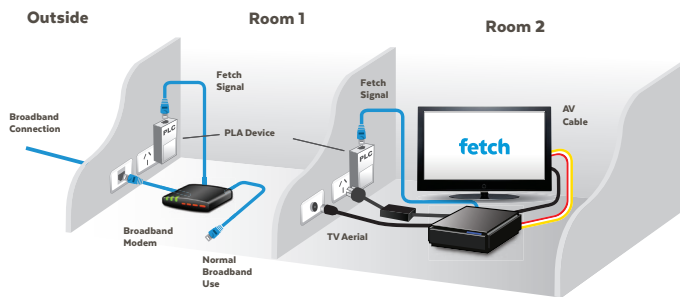 Outside
Room 1
Room 2
Fetch
Signal
Fetch
Signal
AV
Cable
Broadband
Connection
PLC
PLA Device
PLC
fetch
Broadband
Modem
TV Aerial
Normal
Broadband
Use